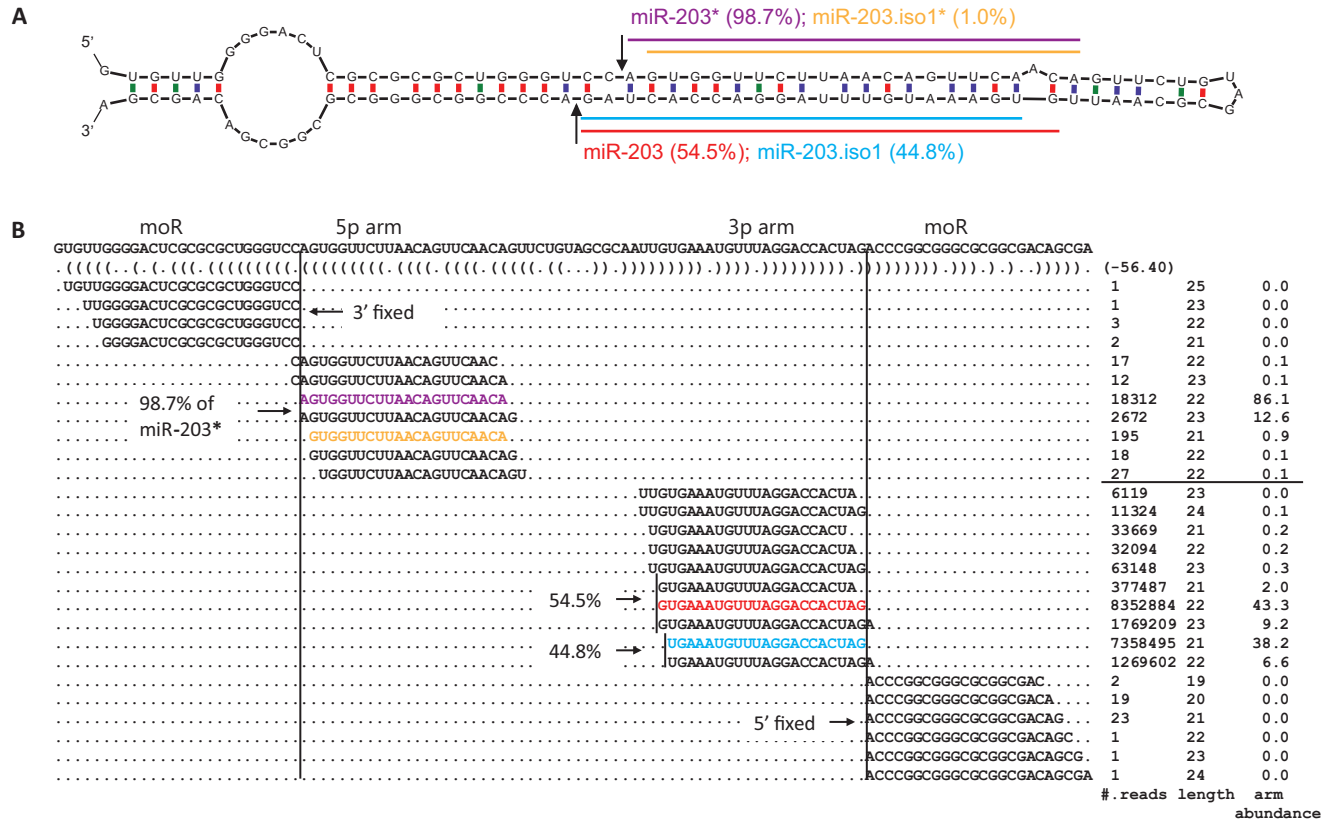 A
miR-203* (98.7%); miR-203.iso1* (1.0%)
5’
GUGUUGGGGACUCGCGCGCUGGGUCCAGUGGUUCUUAACAGUUCAACAGUUCUGUAG
AGCGACAGCGGCGCGGGCGGCCCAGAUCACCAGGAUUUGUAAAGUGUUAACGC
3’
miR-203 (54.5%); miR-203.iso1 (44.8%)
B
moR 5p arm 3p arm moR
GUGUUGGGGACUCGCGCGCUGGGUCCAGUGGUUCUUAACAGUUCAACAGUUCUGUAGCGCAAUUGUGAAAUGUUUAGGACCACUAGACCCGGCGGGCGCGGCGACAGCGA
(-56.40)
UGUUGGGGACUCGCGCGCUGGGUCC 1 25 0.0
UUGGGGACUCGCGCGCUGGGUCC 3’ fixed 1 23 0.0
UGGGGACUCGCGCGCUGGGUCC 3 22 0.0
GGGGACUCGCGCGCUGGGUCC 2 21 0.0
CAGUGGUUCUUAACAGUUCAAC 17 22 0.1
CAGUGGUUCUUAACAGUUCAACA 12 23 0.1
98.7% of miR-203*
AGUGGUUCUUAACAGUUCAACA 18312 22 86.1
AGUGGUUCUUAACAGUUCAACAG 2672 23 12.6
GUGGUUCUUAACAGUUCAACA 195 21 0.9
GUGGUUCUUAACAGUUCAACAG 18 22 0.1
UGGUUCUUAACAGUUCAACAGU 27 22 0.1
UUGUGAAAUGUUUAGGACCACUA 6119 23 0.0
UUGUGAAAUGUUUAGGACCACUAG 11324 24 0.1
UGUGAAAUGUUUAGGACCACU 33669 21 0.2
UGUGAAAUGUUUAGGACCACUA 32094 22 0.2
UGUGAAAUGUUUAGGACCACUAG 63148 23 0.3
GUGAAAUGUUUAGGACCACUA 377487 21 2.0
54.5% GUGAAAUGUUUAGGACCACUAG 8352884 22 43.3
GUGAAAUGUUUAGGACCACUAGA 1769209 23 9.2
44.8% UGAAAUGUUUAGGACCACUAG 7358495 21 38.2
UGAAAUGUUUAGGACCACUAGA 1269602 22 6.6
ACCCGGCGGGCGCGGCGAC 2 19 0.0
ACCCGGCGGGCGCGGCGACA 19 20 0.0
5’ fixed ACCCGGCGGGCGCGGCGACAG 23 21 0.0
ACCCGGCGGGCGCGGCGACAGC 1 22 0.0
ACCCGGCGGGCGCGGCGACAGCG 1 23 0.0
ACCCGGCGGGCGCGGCGACAGCGA 1 24 0.0
#.reads length arm
abundance